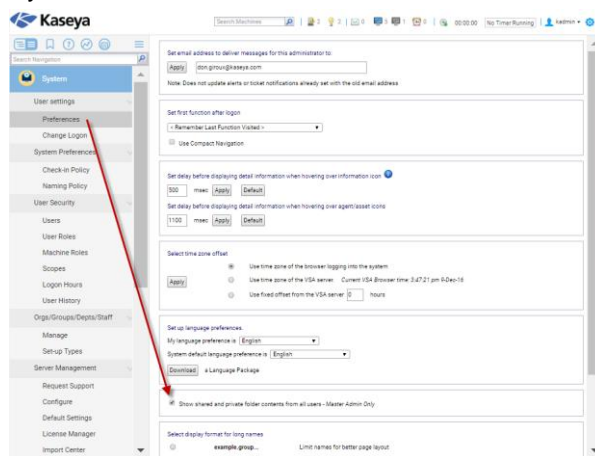 Kaseya
Search Machines
00:00:00 No Timer Running kadmin
Search Navigation
System
User settings
Preferences
Change Logon
System Preferences
Check-in Policy
Naming Policy
User Security
Users
User Roles
Machine Roles
Scopes
Logon Hours
User History
Orgs/Groups/Depts/Staff
Manage
Set-up Types
Server Management
Request Support
Configure
Default Settings
License Manager
Import Center
Set email address to deliver messages for this administrator to:
Apply don.giroux@kaseya.com
Note: Does not update alerts or ticket notifications already set with the old email address
Set first function after logon
< Remember Last Function Visited >
Use Compact Navigation
Set delay before displaying detail information when hovering over information icon
500 msec Apply Default
Set delay before displaying detail information when hovering over agent/asset icons
1100 msec Apply Default
Select time zone offset
Use time zone of the browser logging into the system
Apply Use time zone of the VSA server Current VSA Browser time: 3:47:21 pm 9-Dec-16
Use fixed offset from the VSA server 0 hours
Set up language preferences.
My language preference is English
System default language preference is English
Download a Language Package
Show shared and private folder contents from all users - Master Admin Only
Select display format for long names
example.group... Limit names for better page layout